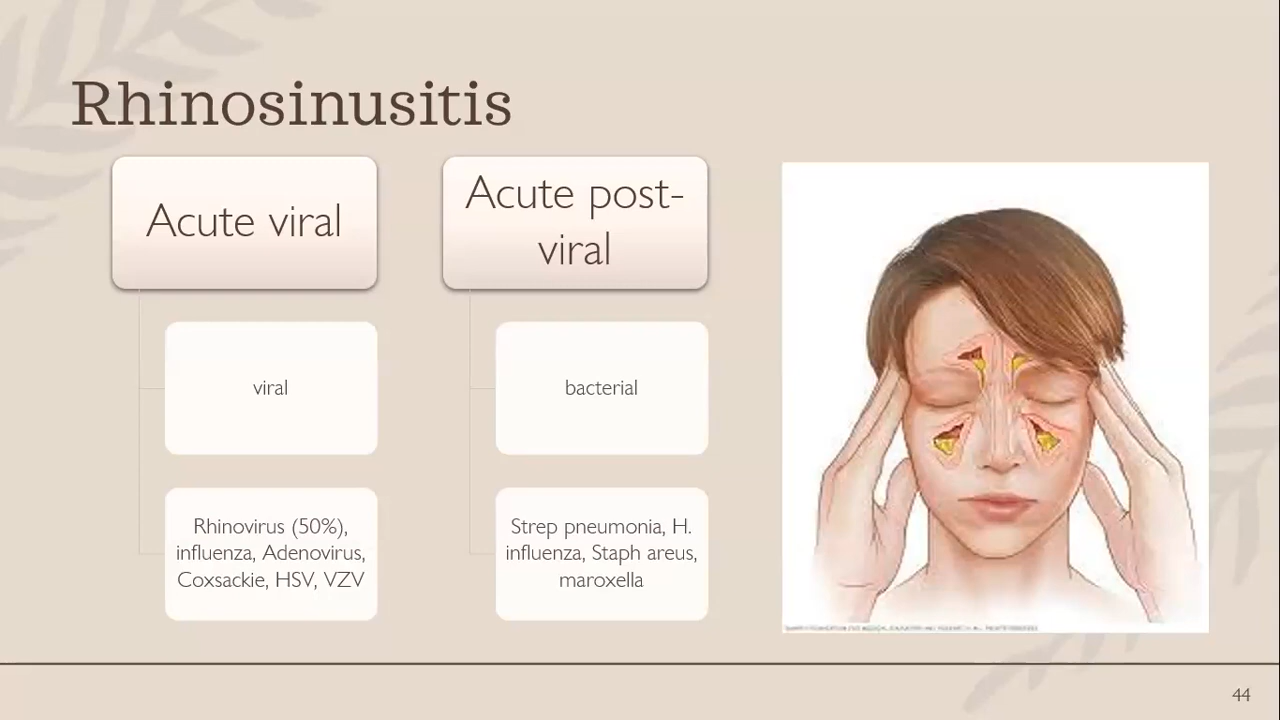 Rhinosinusitis
Acute viral
viral
Rhinovirus (50%),
influenza, Adenovirus,
Coxsackie, HSV, VZV
Acute post-
viral
bacterial
Strep pneumonia, H.
influenza, Staph areus,
maroxella
44